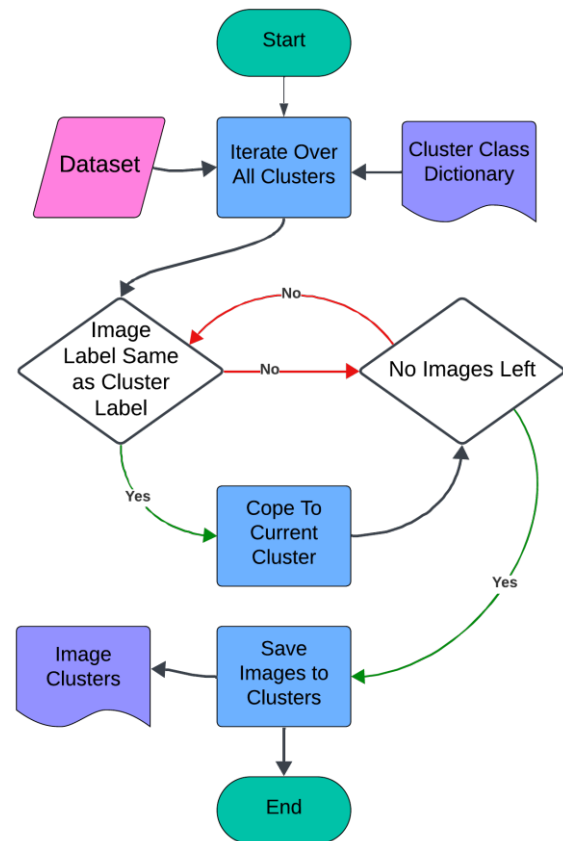 Start
Dataset
Iterate Over
All Clusters
Cluster Class
Dictionary
No
Image
Label Same
as Cluster
Label
No
No Images Left
Yes
Cope To
Current
Cluster
Yes
Image
Clusters
Save
Images to
Clusters
End